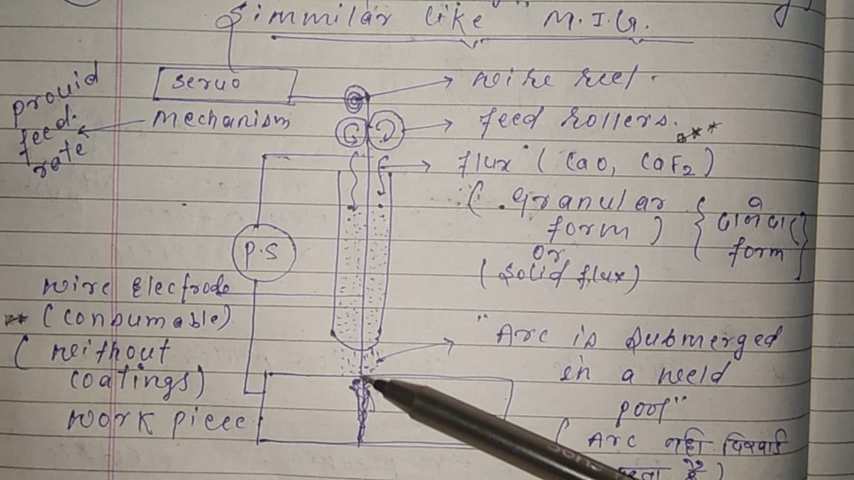 Simmilar like M.I.G.
servo
wire reel.
provid
feed.
rate
mechanism
feed rollers. **
flux (CaO, CaF2)
( granular
form )
or
( solid flux)
form
P.S
wire Electrode
** (consumable)
( without
coatings)
work piece
"Arc is submerged
in a weld
pool"
( Arc नही दिखाई